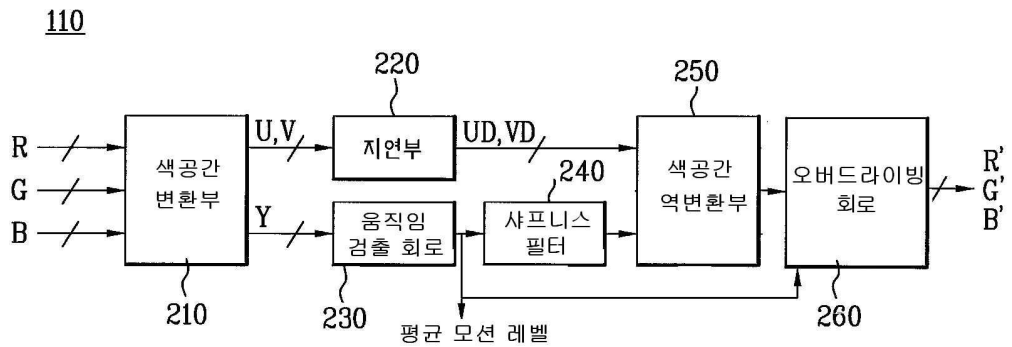 110
220
250
R
G
B
색공간
변환부
U,V
지연부
UD,VD
240
색공간
역변환부
오버드라이빙
회로
R'
G'
B'
Y
움직임
검출 회로
샤프니스
필터
210
230
260
평균 모션 레벨